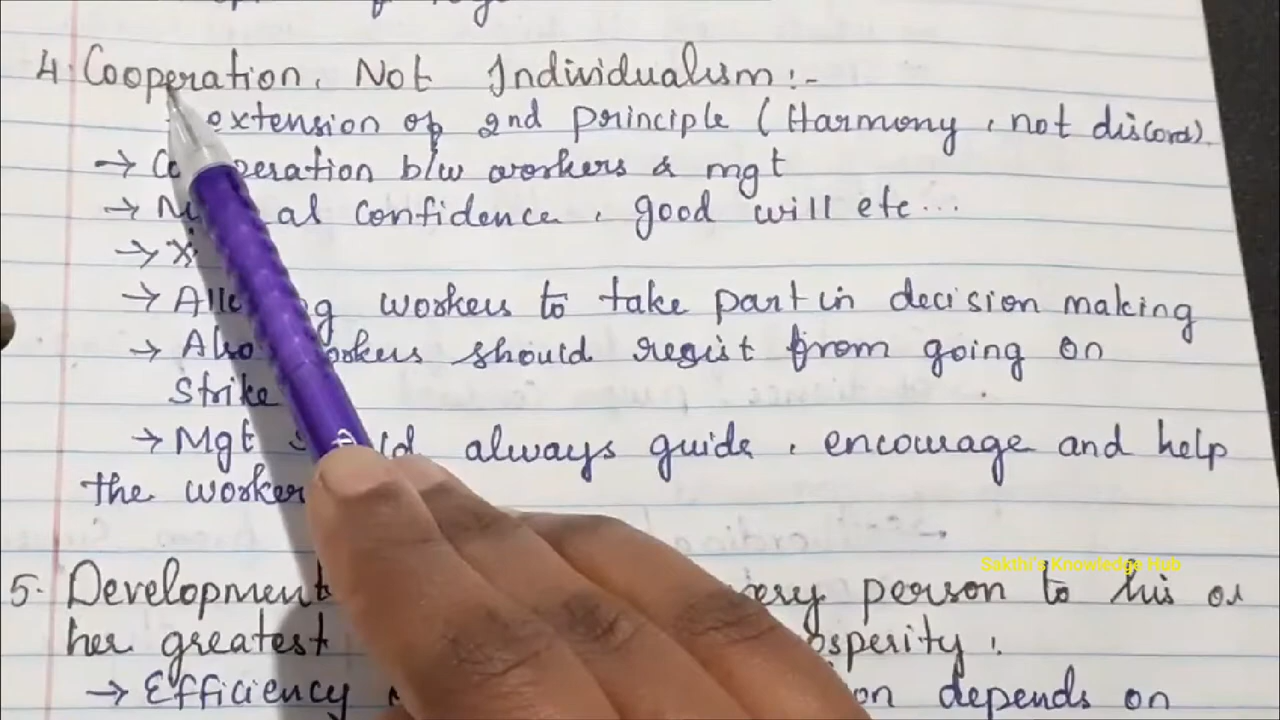 4. Cooperation, Not Individualism :-
extension of 2nd principle (Harmony, not discord).
→ b/w workers & mgt
→ confidence, good will etc...
→ X
→ workers to take part in decision making
→ Also should resist from going on
Strike
→ Mgt always guide, encourage and help
the
Sakthi's Knowledge Hub
5. Development person to his or
her greatest
→ Efficiency depends on